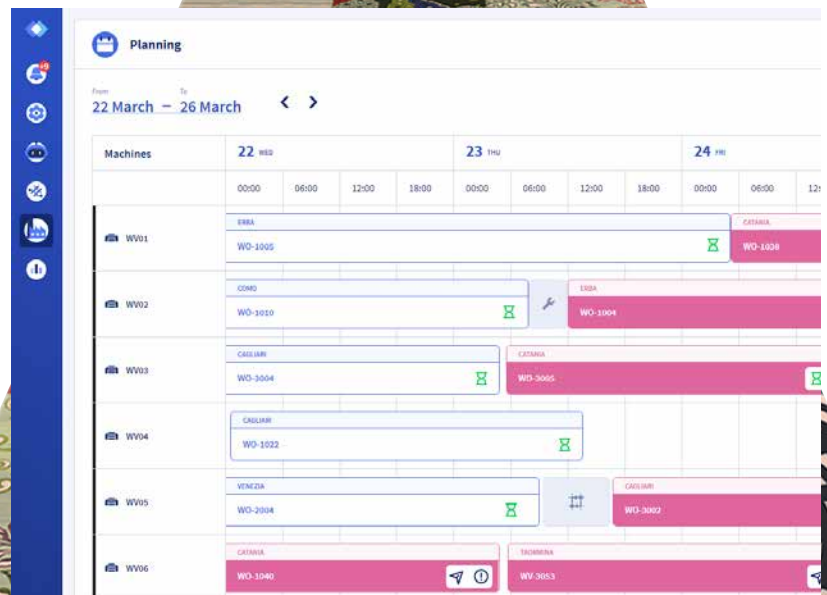 +9
Planning
From To
22 March – 26 March
Machines 22 WED 23 THU 24 FRI
00:00 06:00 12:00 18:00 00:00 06:00 12:00 18:00 00:00 06:00
ERBA CATANIA
WV01 WO-1005 WO-1038
COMO ERBA
WV02 WO-1010 WO-1004
CAGLIARI CATANIA
WV03 WO-3004 WO-3005
CAGLIARI
WV04 WO-1022
VENEZIA CAGLIARI
WV05 WO-2004 WO-3002
CATANIA TAORMINA
WV06 WO-1040 WV-3053